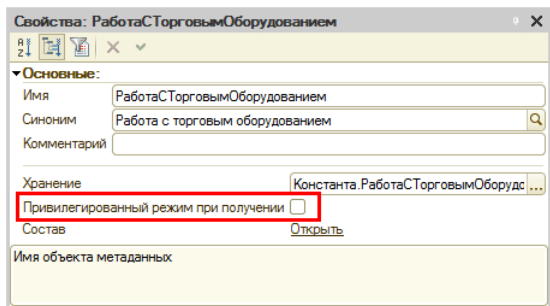 Свойства: РаботаСТорговымОборудованием
Основные:
Имя РаботаСТорговымОборудованием
Синоним Работа с торговым оборудованием
Комментарий
Хранение Константа.РаботаСТорговымОборудс ...
Привилегированный режим при получении
Состав Открыть
Имя объекта метаданных